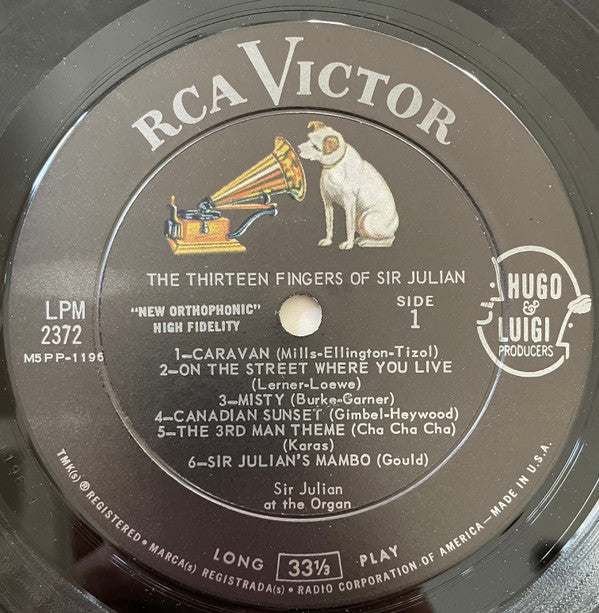 RCA VICTOR
THE THIRTEEN FINGERS OF SIR JULIAN
LPM
2372
M5PP-1196
"NEW ORTHOPHONIC"
HIGH FIDELITY
SIDE
1
HUGO
&
LUIGI
PRODUCERS
1—CARAVAN (Mills-Ellington-Tizol)
2—ON THE STREET WHERE YOU LIVE
(Lerner-Loewe)
3—MISTY (Burke-Garner)
4—CANADIAN SUNSET (Gimbel-Heywood)
5—THE 3RD MAN THEME (Cha Cha Cha)
(Karas)
6—SIR JULIAN'S MAMBO (Gould)
Sir Julian
at the Organ
LONG 33⅓ PLAY
TMK(s) ® REGISTERED • MARCA(s) REGISTRADA(s) • RADIO CORPORATION OF AMERICA—MADE IN U.S.A.